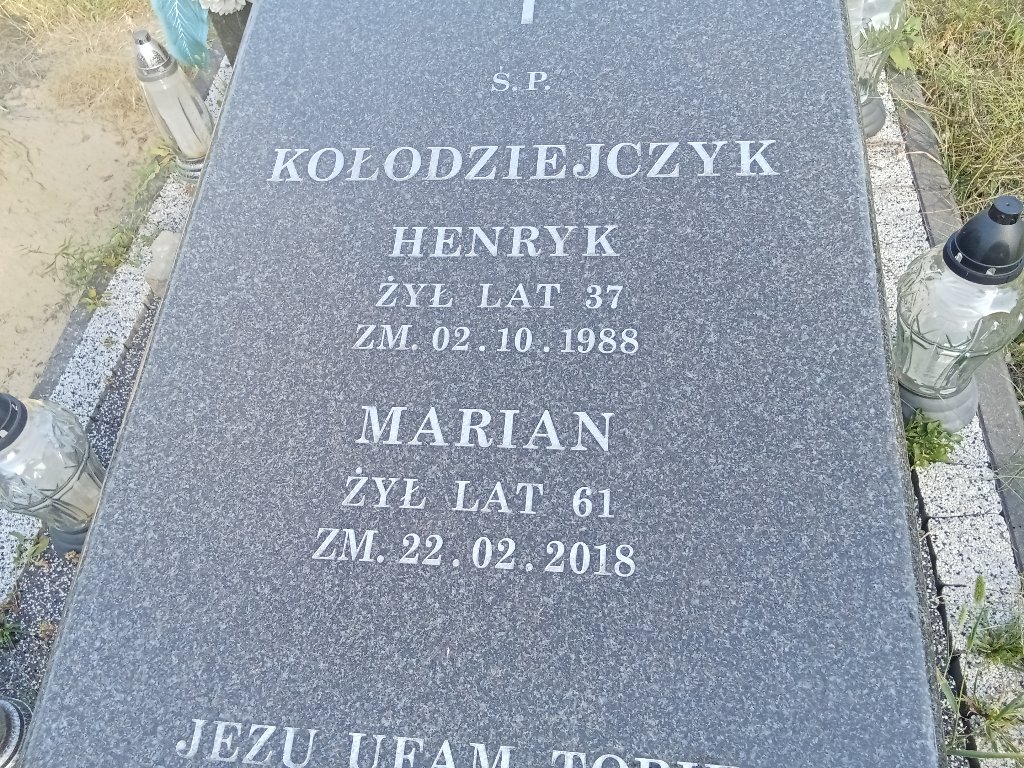 S.P.
KOŁODZIEJCZYK
HENRYK
ŻYŁ LAT 37
ZM. 02.10.1988
MARIAN
ŻYŁ LAT 61
ZM. 22.02.2018
JEZU UFAM TOBIE